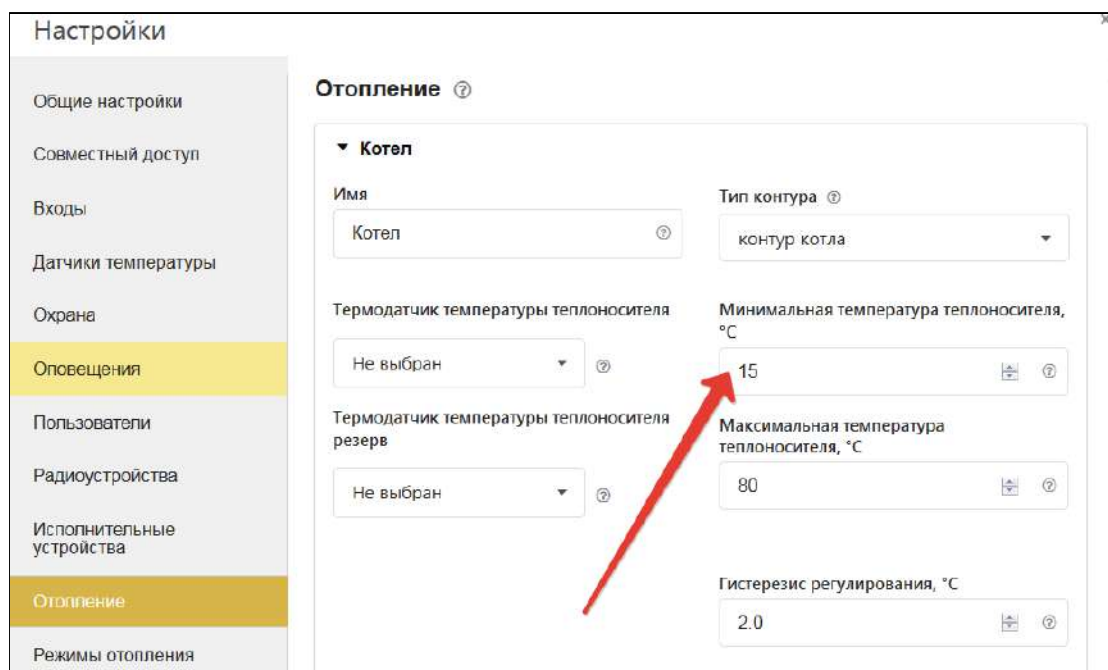 Настройки
Общие настройки
Совместный доступ
Входы
Датчики температуры
Охрана
Оповещения
Пользователи
Радиоустройства
Исполнительные
устройства
Отопление
Режимы отопления
Отопление
Котел
Имя
Котел
Тип контура
контур котла
Термодатчик температуры теплоносителя
Не выбран
Минимальная температура теплоносителя,
°C
15
Термодатчик температуры теплоносителя
резерв
Не выбран
Максимальная температура
теплоносителя, °C
80
Гистерезис регулирования, °C
2.0